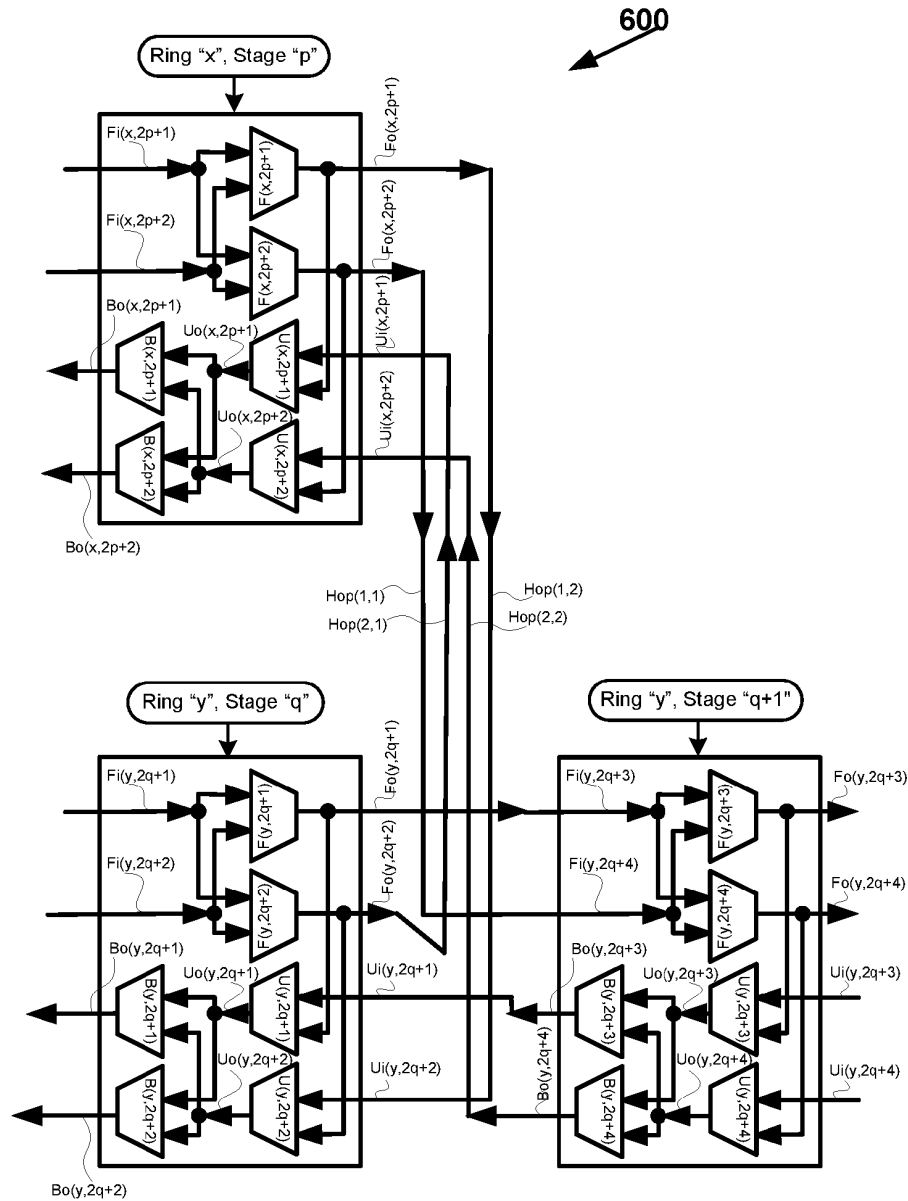 600
Ring “x”, Stage “p”
Fi(x,2p+1)
F(x,2p+1)
Fo(x,2p+1)
Fi(x,2p+2)
F(x,2p+2)
Fo(x,2p+2)
Bo(x,2p+1)
B(x,2p+1)
Uo(x,2p+1)
U(x,2p+1)
Ui(x,2p+1)
Uo(x,2p+2)
B(x,2p+2)
U(x,2p+2)
Ui(x,2p+2)
Bo(x,2p+2)
Hop(1,1)
Hop(1,2)
Hop(2,1)
Hop(2,2)
Ring “y”, Stage “q”
Ring “y”, Stage “q+1"
Fi(y,2q+1)
F(y,2q+1)
Fo(y,2q+1)
Fi(y,2q+2)
F(y,2q+2)
Fo(y,2q+2)
Bo(y,2q+1)
B(y,2q+1)
Uo(y,2q+1)
U(y,2q+1)
Ui(y,2q+1)
Uo(y,2q+2)
B(y,2q+2)
U(y,2q+2)
Ui(y,2q+2)
Bo(y,2q+2)
Fi(y,2q+3)
F(y,2q+3)
Fo(y,2q+3)
Fi(y,2q+4)
F(y,2q+4)
Fo(y,2q+4)
Bo(y,2q+3)
B(y,2q+3)
Uo(y,2q+3)
U(y,2q+3)
Ui(y,2q+3)
Bo(y,2q+4)
B(y,2q+4)
Uo(y,2q+4)
U(y,2q+4)
Ui(y,2q+4)